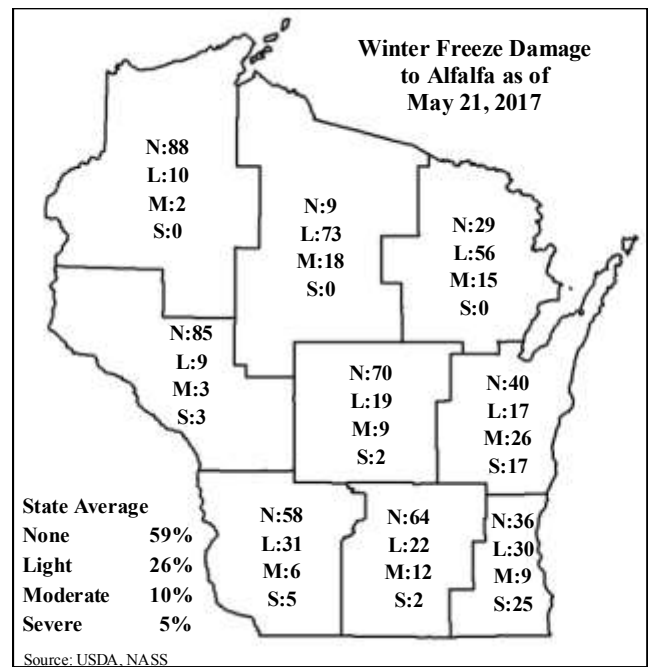 Winter Freeze Damage
to Alfalfa as of
May 21, 2017
N:88
L:10
M:2
S:0
N:9
L:73
M:18
S:0
N:29
L:56
M:15
S:0
N:85
L:9
M:3
S:3
N:70
L:19
M:9
S:2
N:40
L:17
M:26
S:17
N:58
L:31
M:6
S:5
N:64
L:22
M:12
S:2
N:36
L:30
M:9
S:25
State Average
None 59%
Light 26%
Moderate 10%
Severe 5%
Source: USDA, NASS